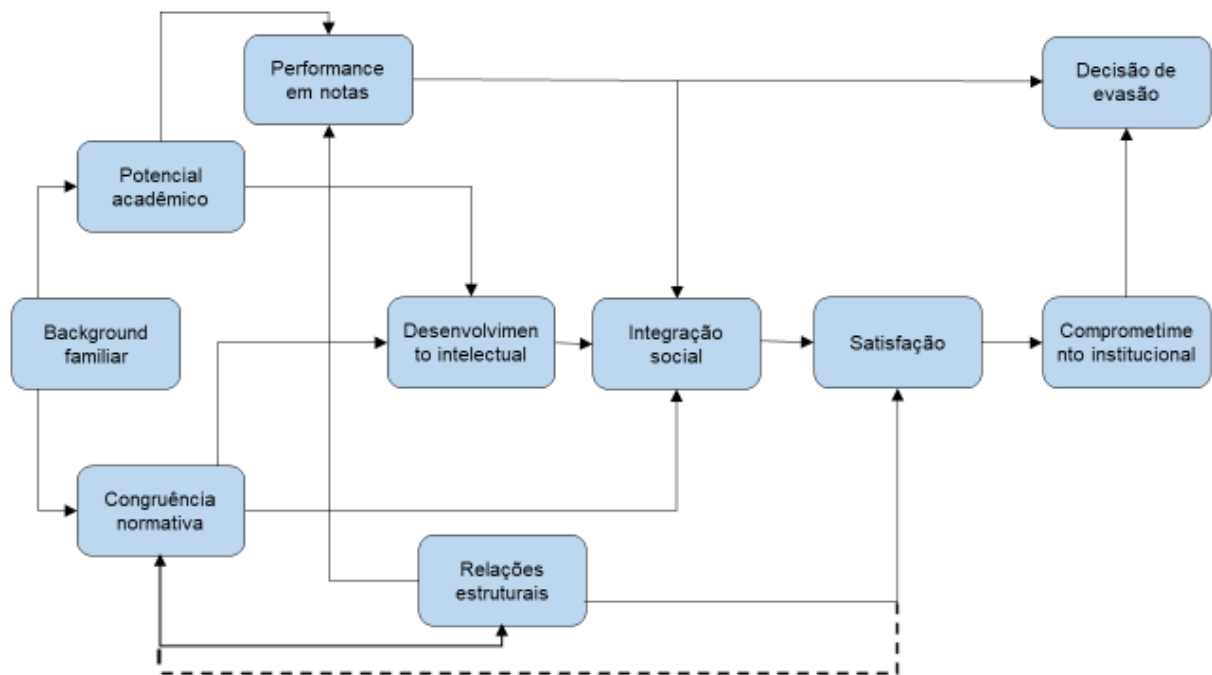 Performance
em notas
Decisão de
evasão
Potencial
acadêmico
Background
familiar
Desenvolvimen
to intelectual
Integração
social
Satisfação
Comprometime
nto institucional
Congruência
normativa
Relações
estruturais